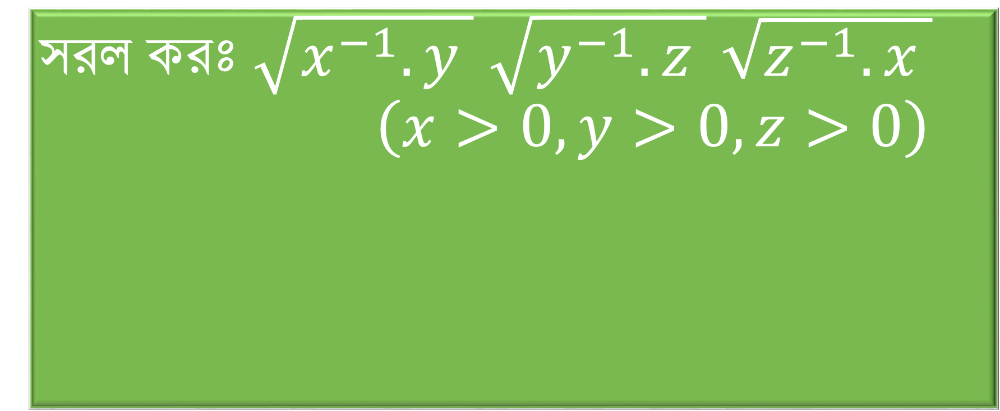 সরল করঃ √(x⁻¹.y) √(y⁻¹.z) √(z⁻¹.x)
(x > 0, y > 0, z > 0)